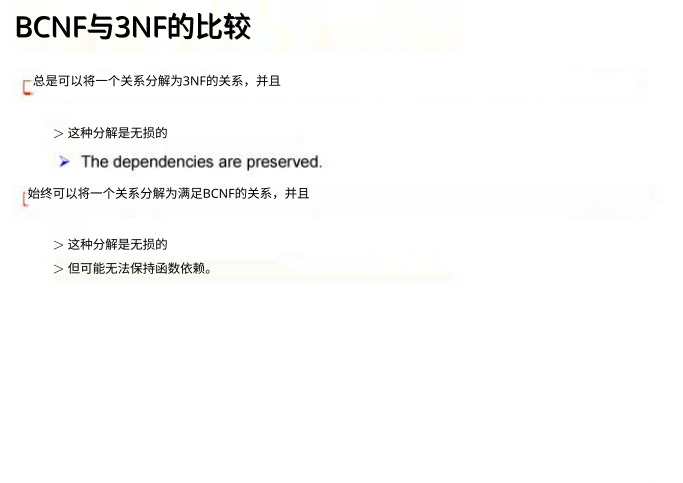 BCNF与3NF的比较
总是可以将一个关系分解为3NF的关系，并且
> 这种分解是无损的
➢ The dependencies are preserved.
始终可以将一个关系分解为满足BCNF的关系，并且
> 这种分解是无损的
> 但可能无法保持函数依赖。